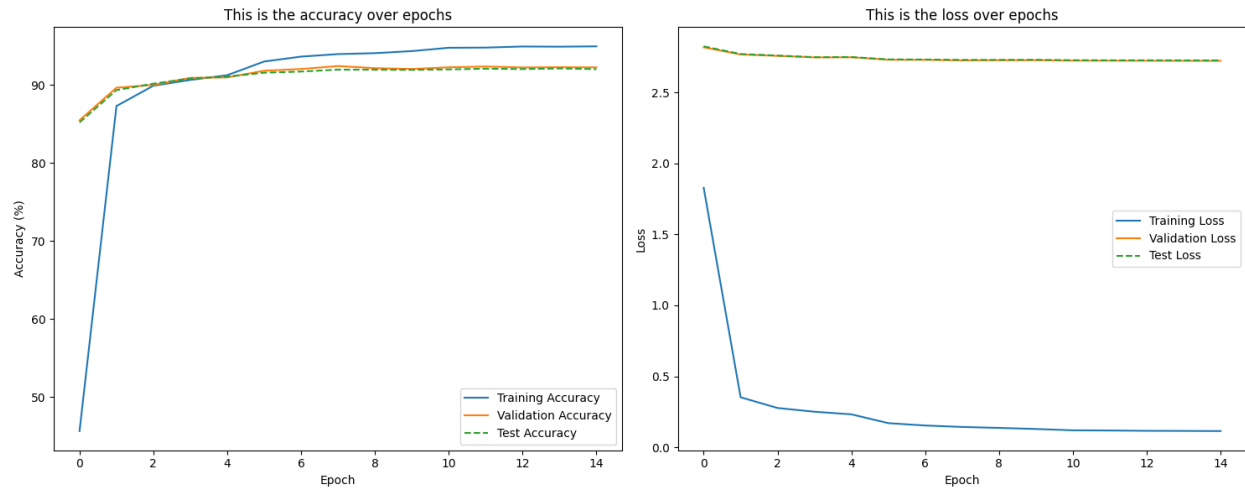 This is the accuracy over epochs
90
80
70
60
50
Accuracy (%)
Training Accuracy
Validation Accuracy
Test Accuracy
0 2 4 6 8 10 12 14
Epoch
This is the loss over epochs
2.5
2.0
1.5
1.0
0.5
0.0
Loss
Training Loss
Validation Loss
Test Loss
0 2 4 6 8 10 12 14
Epoch